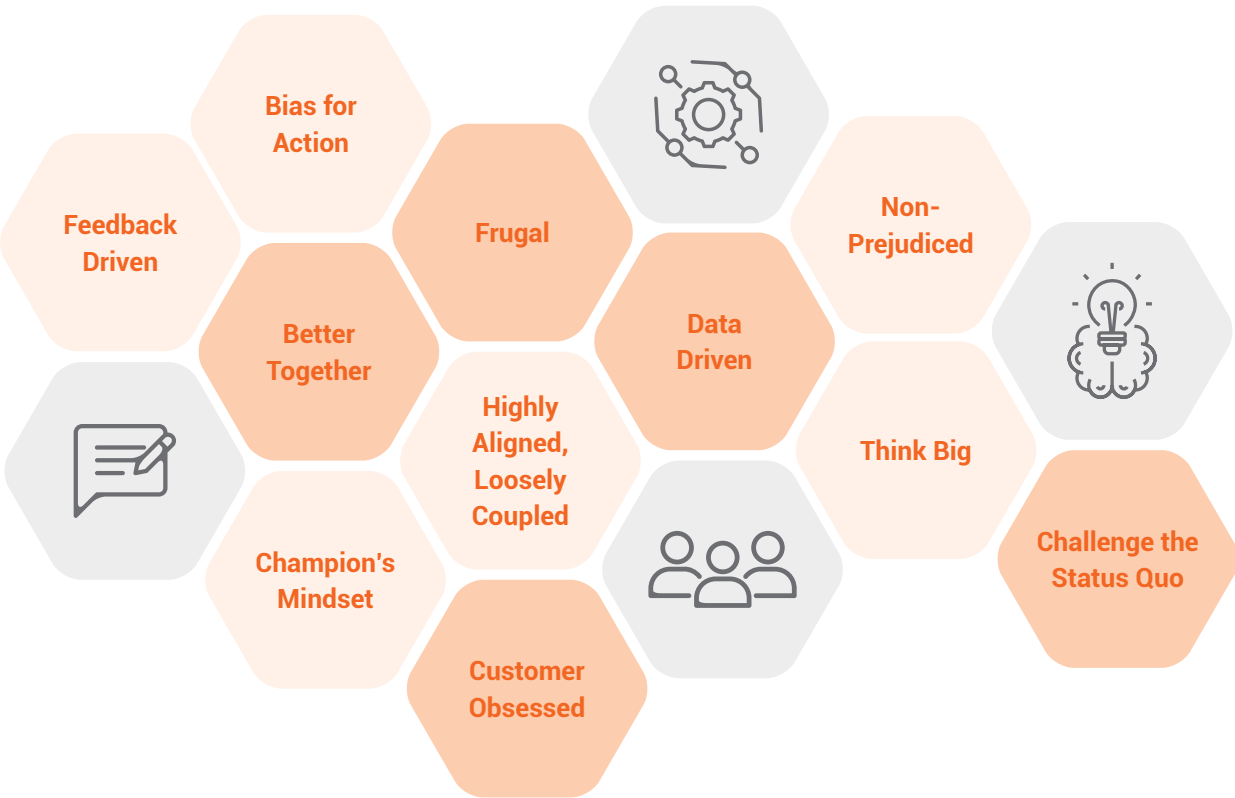 Bias for
Action
Feedback
Driven
Frugal
Non-
Prejudiced
Better
Together
Data
Driven
Highly
Aligned,
Loosely
Coupled
Think Big
Champion's
Mindset
Challenge the
Status Quo
Customer
Obsessed